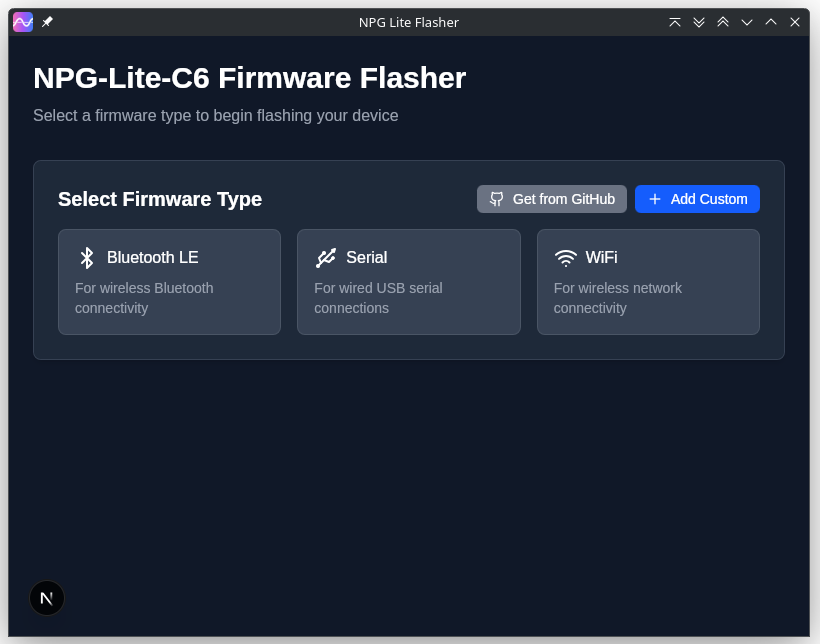 NPG Lite Flasher
NPG-Lite-C6 Firmware Flasher
Select a firmware type to begin flashing your device
Select Firmware Type
Get from GitHub
Add Custom
Bluetooth LE
For wireless Bluetooth
connectivity
Serial
For wired USB serial
connections
WiFi
For wireless network
connectivity
N